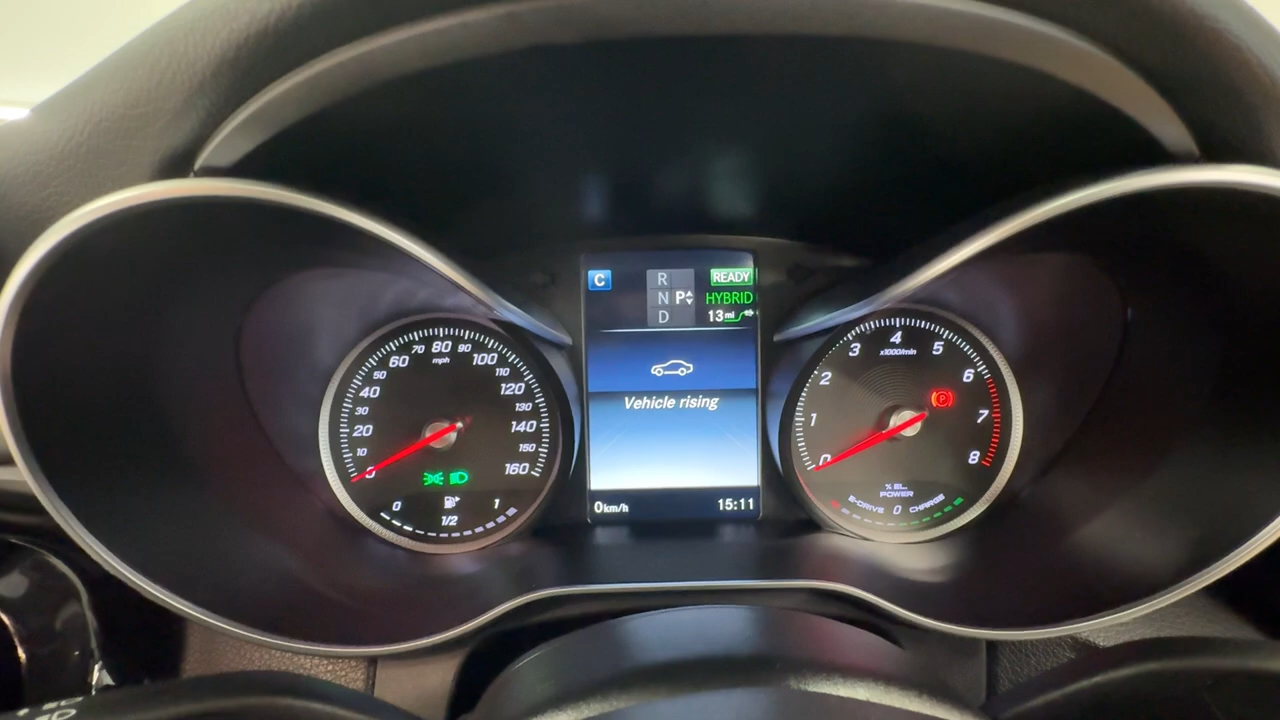 10
20
30
40
50
60
70
80
90
100
110
120
130
140
150
160
0
mph
0
1/2
1
C
R
N P
D
READY
HYBRID
13 mi
Vehicle rising
0 km/h
15:11
0
1
2
3
4
5
6
7
8
x1000/min
P
% EL.
POWER
E-DRIVE 0 CHARGE